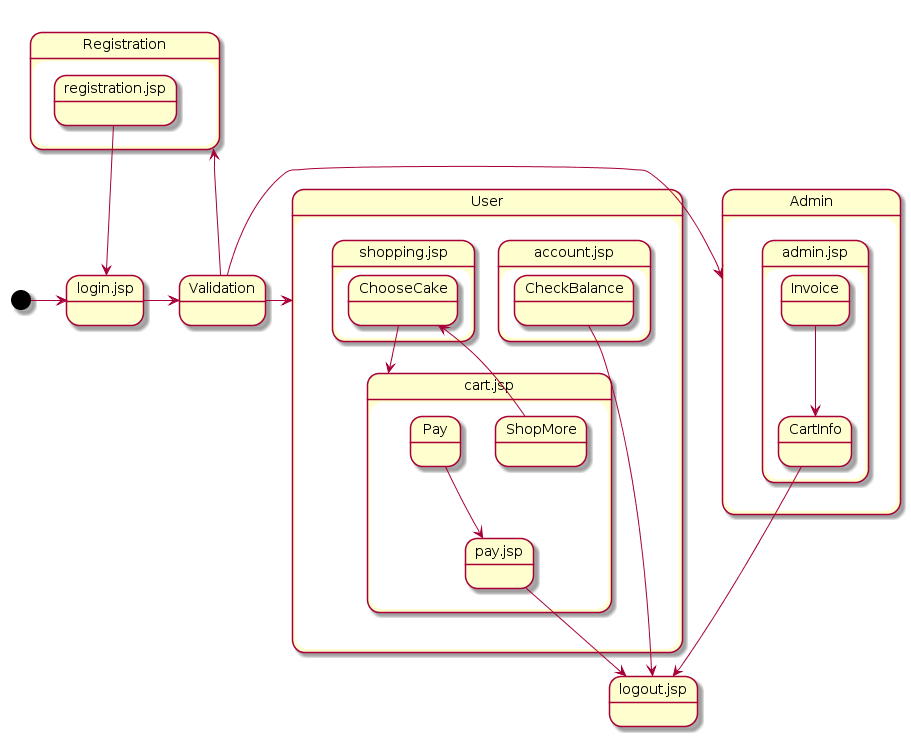 Registration
registration.jsp
login.jsp
Validation
User
shopping.jsp
ChooseCake
account.jsp
CheckBalance
cart.jsp
Pay
ShopMore
pay.jsp
Admin
admin.jsp
Invoice
CartInfo
logout.jsp